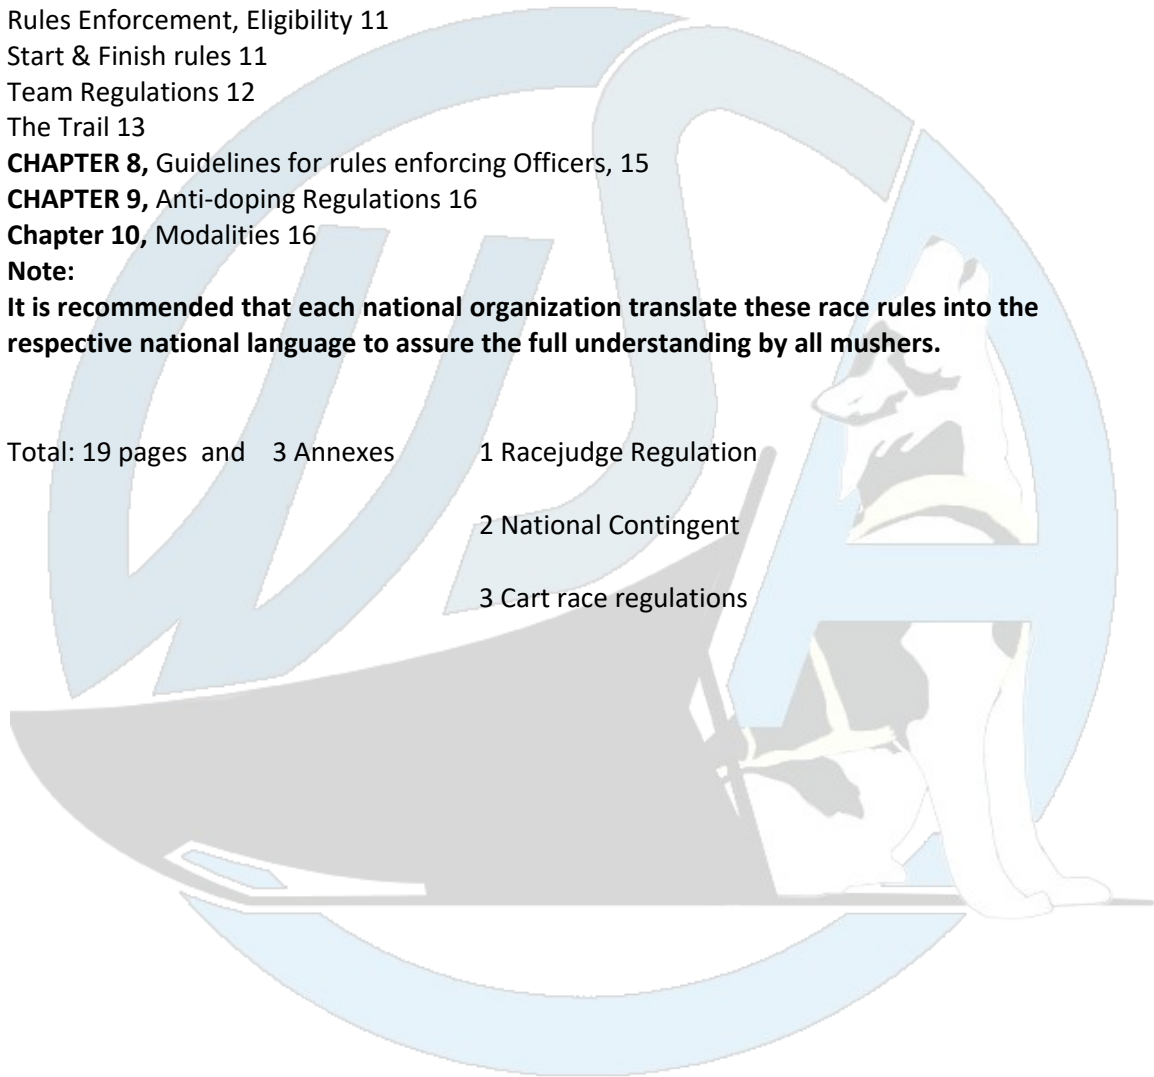 Rules Enforcement, Eligibility 11
Start & Finish rules 11
Team Regulations 12
The Trail 13
CHAPTER 8, Guidelines for rules enforcing Officers, 15
CHAPTER 9, Anti-doping Regulations 16
Chapter 10, Modalities 16
Note:
It is recommended that each national organization translate these race rules into the
respective national language to assure the full understanding by all mushers.
Total: 19 pages and 3 Annexes 1 Racejudge Regulation
2 National Contingent
3 Cart race regulations
WSA